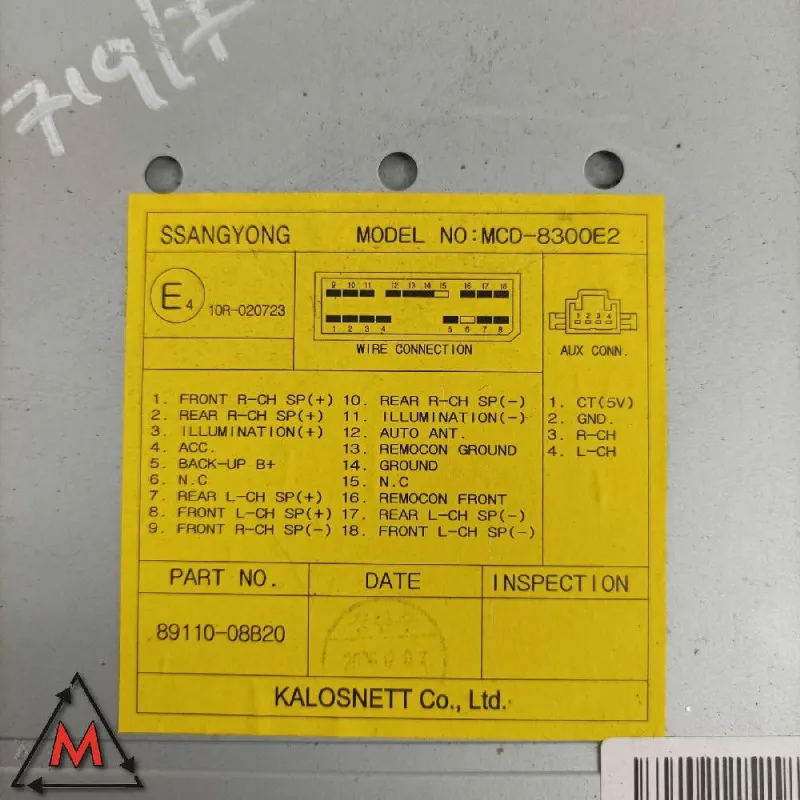 719/7
SSANGYONG MODEL NO:MCD-8300E2
E4 10R-020723
9 10 11 12 13 14 15 16 17 18
1 2 3 4 5 6 7 8
WIRE CONNECTION
1 2 3 4
AUX CONN.
1. FRONT R-CH SP(+) 10. REAR R-CH SP(-)
2. REAR R-CH SP(+) 11. ILLUMINATION(-)
3. ILLUMINATION(+) 12. AUTO ANT.
4. ACC. 13. REMOCON GROUND
5. BACK-UP B+ 14. GROUND
6. N.C 15. N.C
7. REAR L-CH SP(+) 16. REMOCON FRONT
8. FRONT L-CH SP(+) 17. REAR L-CH SP(-)
9. FRONT R-CH SP(-) 18. FRONT L-CH SP(-)
1. CT(5V)
2. GND.
3. R-CH
4. L-CH
PART NO. DATE INSPECTION
89110-08B20
KALOSNETT Co., Ltd.
M